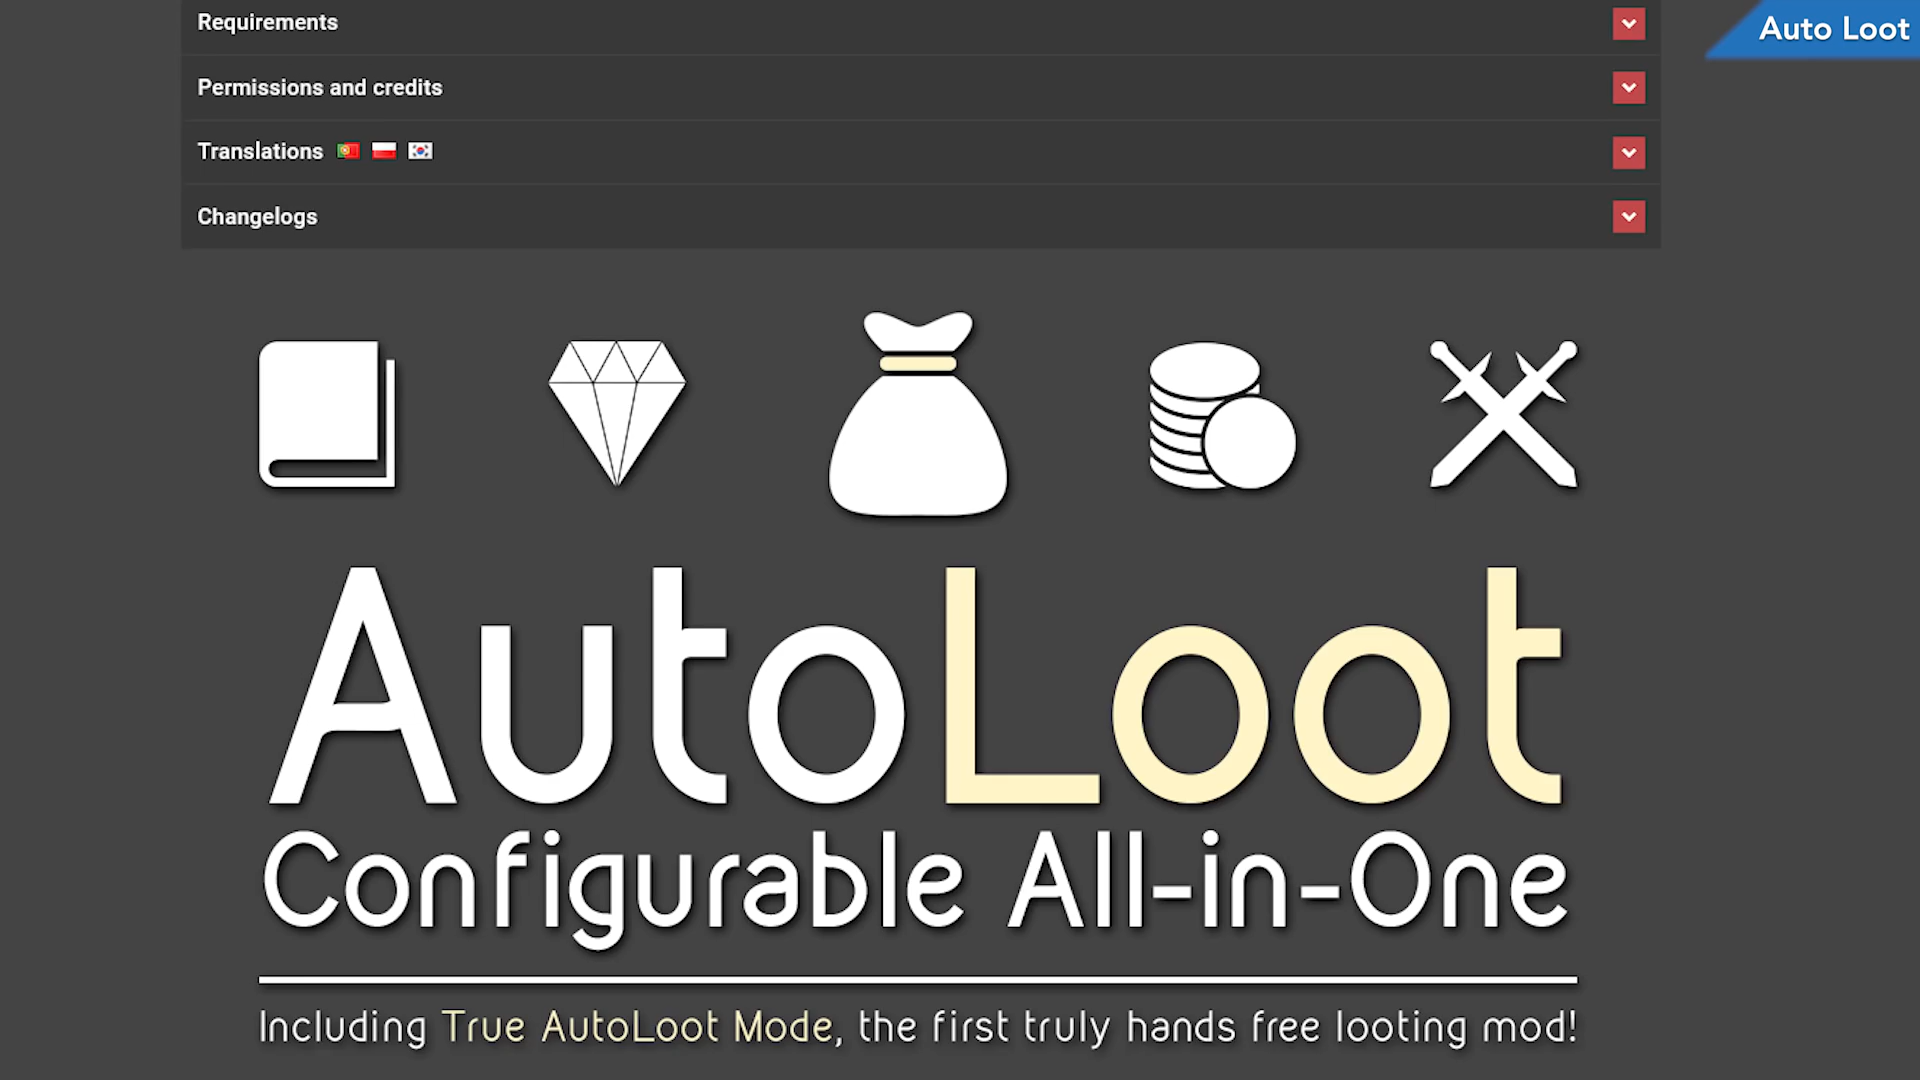 Requirements
Auto Loot
Permissions and credits
Translations
Changelogs
AutoLoot
Configurable All-in-One
Including True AutoLoot Mode, the first truly hands free looting mod!